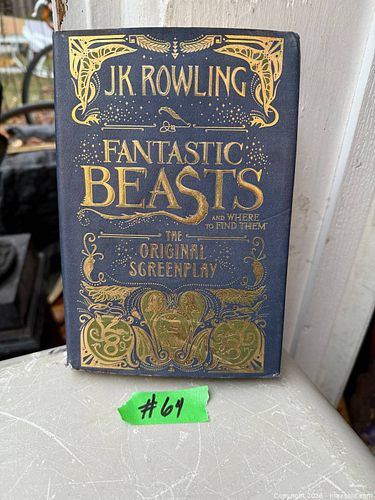 J.K. ROWLING
FANTASTIC
BEASTS
AND WHERE
TO FIND THEM
THE
ORIGINAL
SCREENPLAY
#64